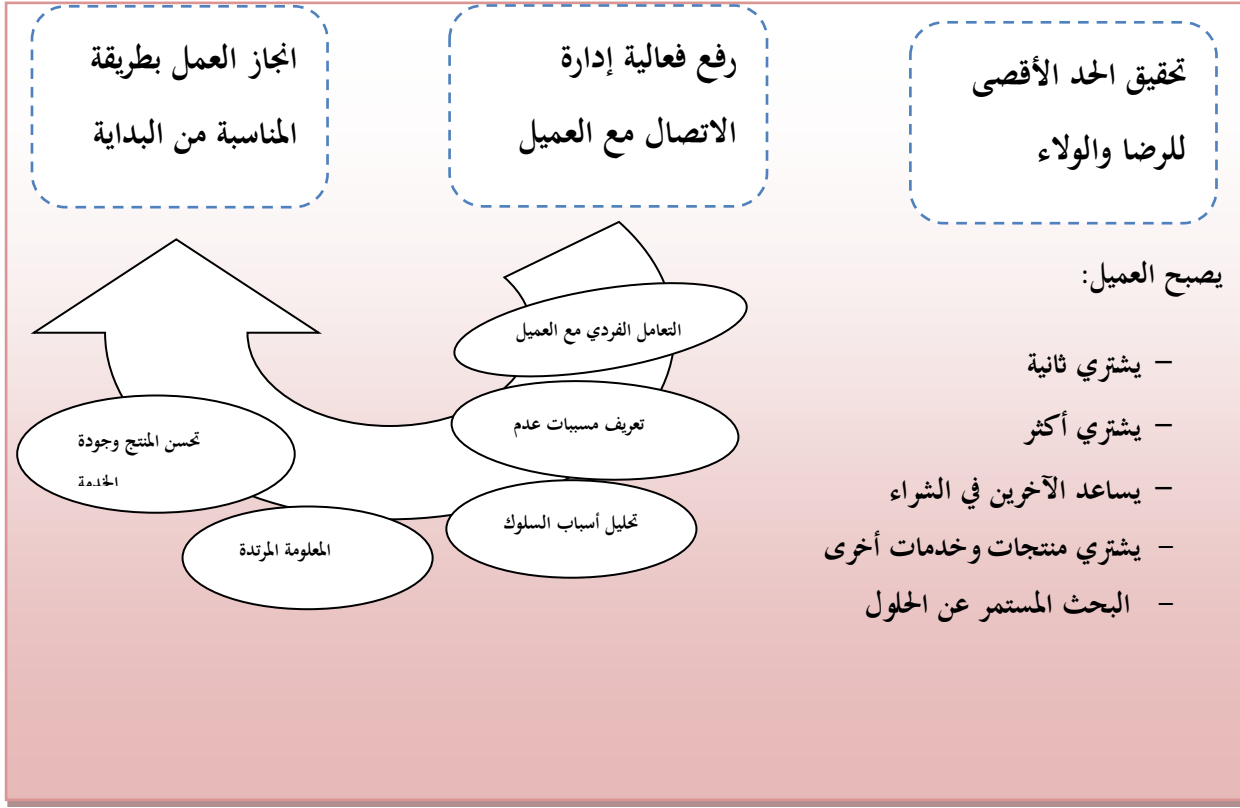 تحقيق الحد الأقصى
للرضا والولاء
رفع فعالية إدارة
الاتصال مع العميل
انجاز العمل بطريقة
المناسبة من البداية
يصبح العميل:
– يشتري ثانية
– يشتري أكثر
– يساعد الآخرين في الشراء
– يشتري منتجات وخدمات أخرى
– البحث المستمر عن الحلول
التعامل الفردي مع العميل
تعريف مسببات عدم
تحليل أسباب السلوك
المعلومة المرتدة
تحسن المنتج وجودة
الخدمة